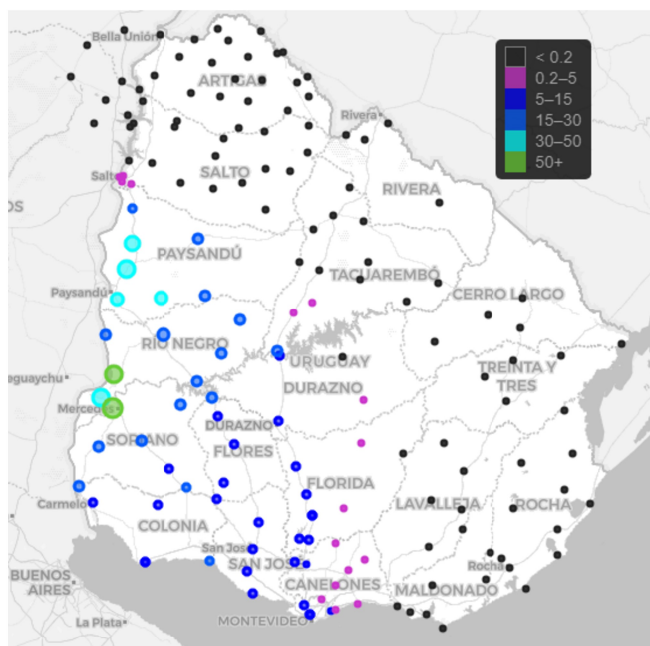 Bella Unión
< 0.2
0.2–5
5–15
15–30
30–50
50+
ARTIGAS
Rivera
SALTO
Salto
RIVERA
OS
PAYSANDÚ
TACUAREMBÓ
Paysandú
CERRO LARGO
RÍO NEGRO
URUGUAY
TREINTA Y
TRES
eguaychu
DURAZNO
Mercedes
DURAZNO
SORIANO
FLORES
FLORIDA
Carmelo
LAVALLEJA
ROCHA
COLONIA
San José
SAN JOSÉ
Rocha
BUENOS
AIRES
CANELONES
MALDONADO
La Plata
MONTEVIDEO